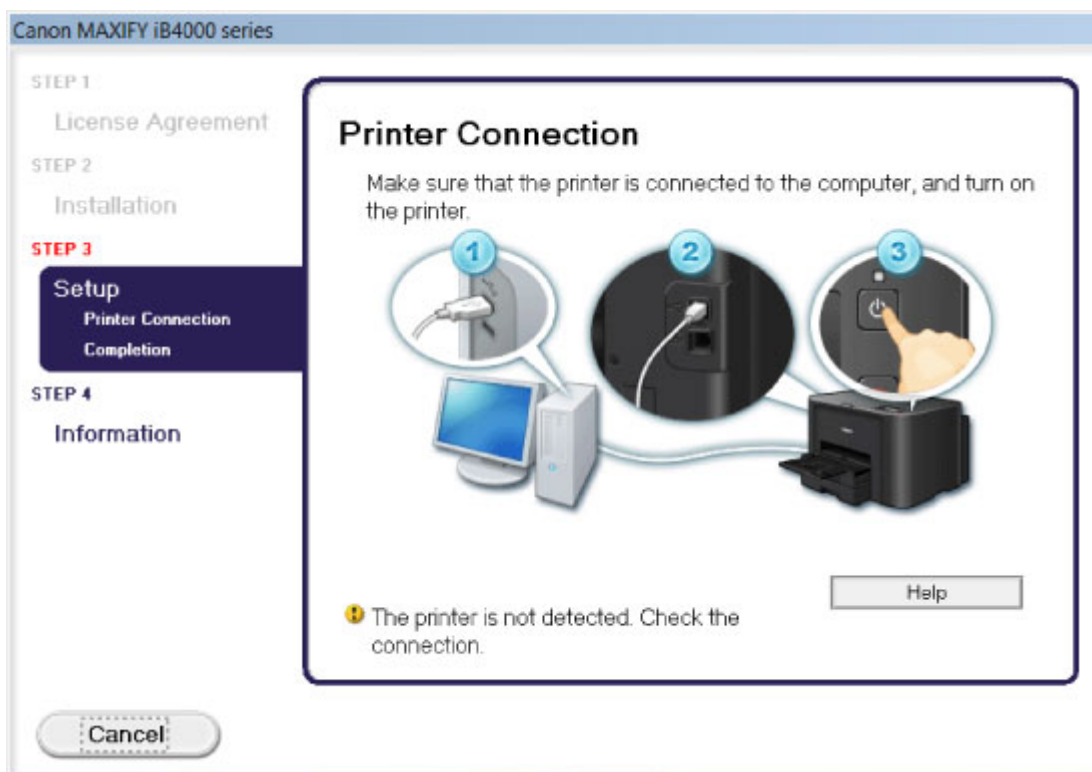 Canon MAXIFY iB4000 series
STEP 1
License Agreement
STEP 2
Installation
STEP 3
Setup
Printer Connection
Completion
STEP 4
Information
Printer Connection
Make sure that the printer is connected to the computer, and turn on
the printer.
1
2
3
Help
The printer is not detected. Check the
connection.
Cancel